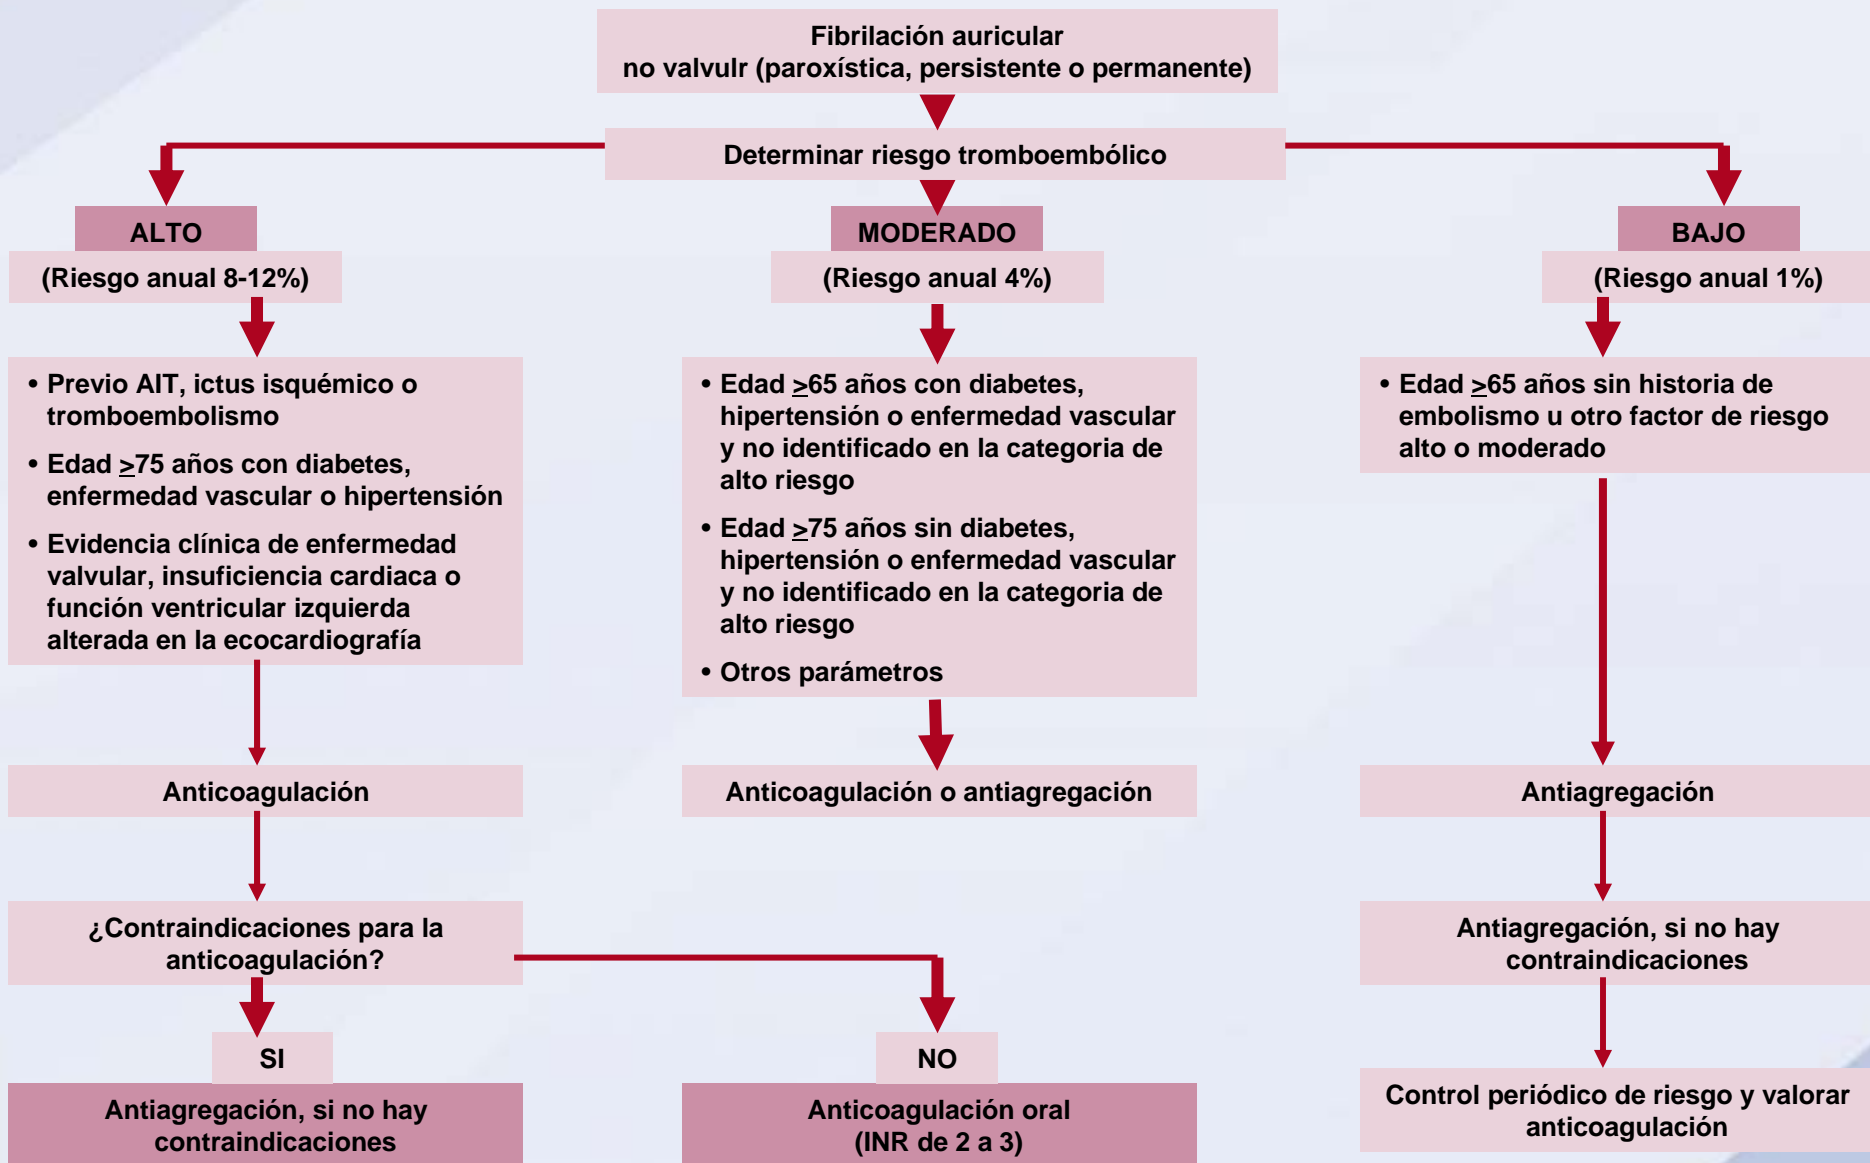 Fibrilación auricular
no valvulr (paroxística, persistente o permanente)
Determinar riesgo tromboembólico
ALTO
(Riesgo anual 8-12%)
• Previo AIT, ictus isquémico o
tromboembolismo
• Edad ≥75 años con diabetes,
enfermedad vascular o hipertensión
• Evidencia clínica de enfermedad
valvular, insuficiencia cardiaca o
función ventricular izquierda
alterada en la ecocardiografía
Anticoagulación
¿Contraindicaciones para la
anticoagulación?
SI
Antiagregación, si no hay
contraindicaciones
MODERADO
(Riesgo anual 4%)
• Edad ≥65 años con diabetes,
hipertensión o enfermedad vascular
y no identificado en la categoria de
alto riesgo
• Edad ≥75 años sin diabetes,
hipertensión o enfermedad vascular
y no identificado en la categoria de
alto riesgo
• Otros parámetros
Anticoagulación o antiagregación
NO
Anticoagulación oral
(INR de 2 a 3)
BAJO
(Riesgo anual 1%)
• Edad ≥65 años sin historia de
embolismo u otro factor de riesgo
alto o moderado
Antiagregación
Antiagregación, si no hay
contraindicaciones
Control periódico de riesgo y valorar
anticoagulación